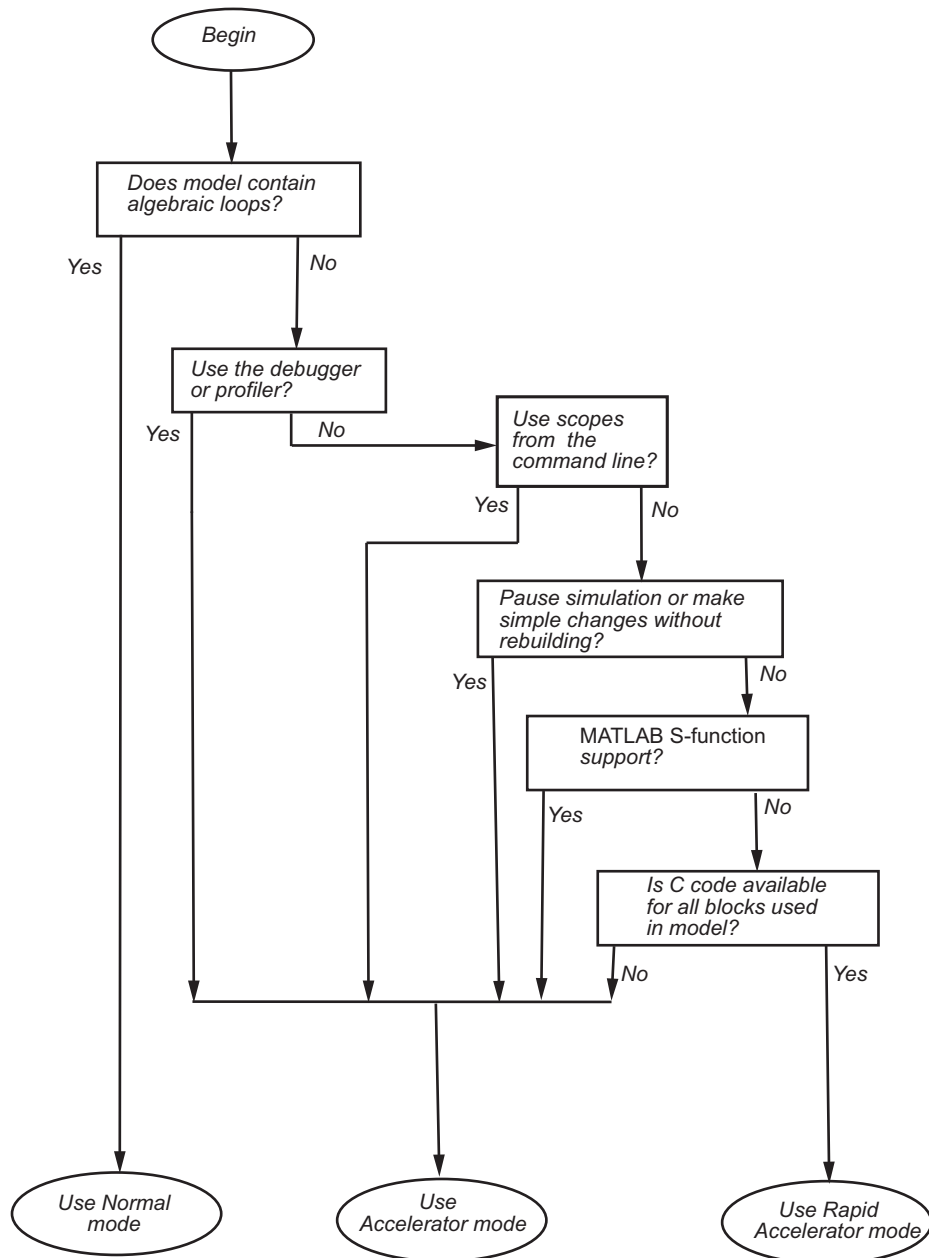 Begin
Does model contain
algebraic loops?
Yes
No
Use the debugger
or profiler?
Yes
No
Use scopes
from the
command line?
Yes
No
Pause simulation or make
simple changes without
rebuilding?
Yes
No
MATLAB S-function
support?
Yes
No
Is C code available
for all blocks used
in model?
No
Yes
Use Normal
mode
Use
Accelerator mode
Use Rapid
Accelerator mode